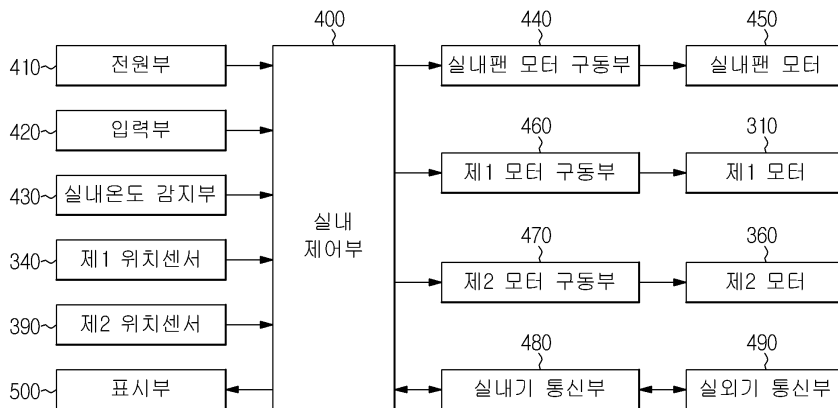 400
440
450
410
전원부
실내팬 모터 구동부
실내팬 모터
420
입력부
460
310
430
실내온도 감지부
제1 모터 구동부
제1 모터
실내
제어부
340
제1 위치센서
470
360
390
제2 위치센서
제2 모터 구동부
제2 모터
480
490
500
표시부
실내기 통신부
실외기 통신부